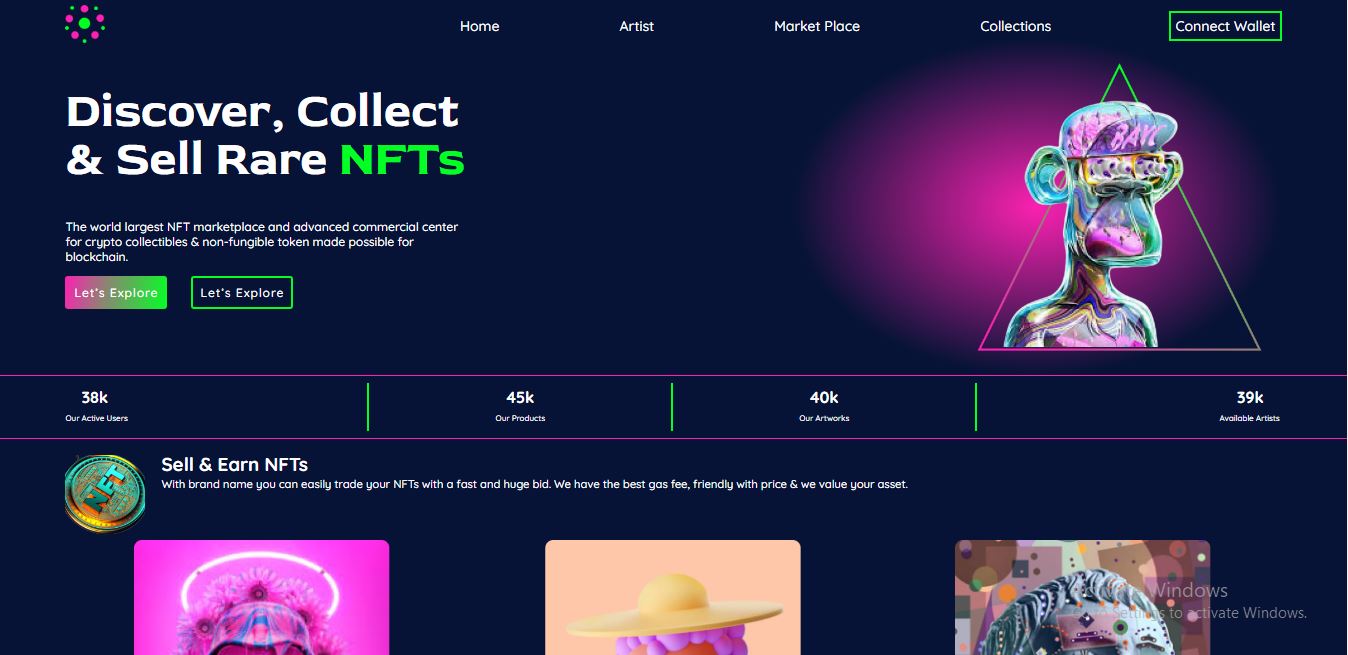 Home
Artist
Market Place
Collections
Connect Wallet
Discover, Collect
& Sell Rare NFTs
The world largest NFT marketplace and advanced commercial center
for crypto collectibles & non-fungible token made possible for
blockchain.
Let's Explore
Let's Explore
38k
Our Active Users
45k
Our Products
40k
Our Artworks
39k
Available Artists
NFT
Sell & Earn NFTs
With brand name you can easily trade your NFTs with a fast and huge bid. We have the best gas fee, friendly with price & we value your asset.
Activate Windows
Go to Settings to activate Windows.